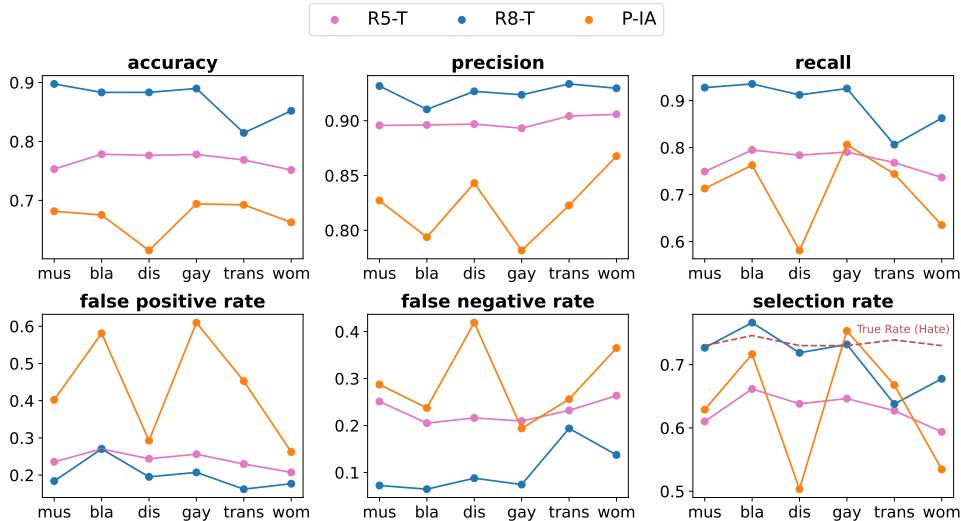 R5-T R8-T P-IA
accuracy
0.9
0.8
0.7
mus bla dis gay trans wom
precision
0.90
0.85
0.80
mus bla dis gay trans wom
recall
0.9
0.8
0.7
0.6
mus bla dis gay trans wom
false positive rate
0.6
0.5
0.4
0.3
0.2
mus bla dis gay trans wom
false negative rate
0.4
0.3
0.2
0.1
mus bla dis gay trans wom
selection rate
True Rate (Hate)
0.7
0.6
0.5
mus bla dis gay trans wom